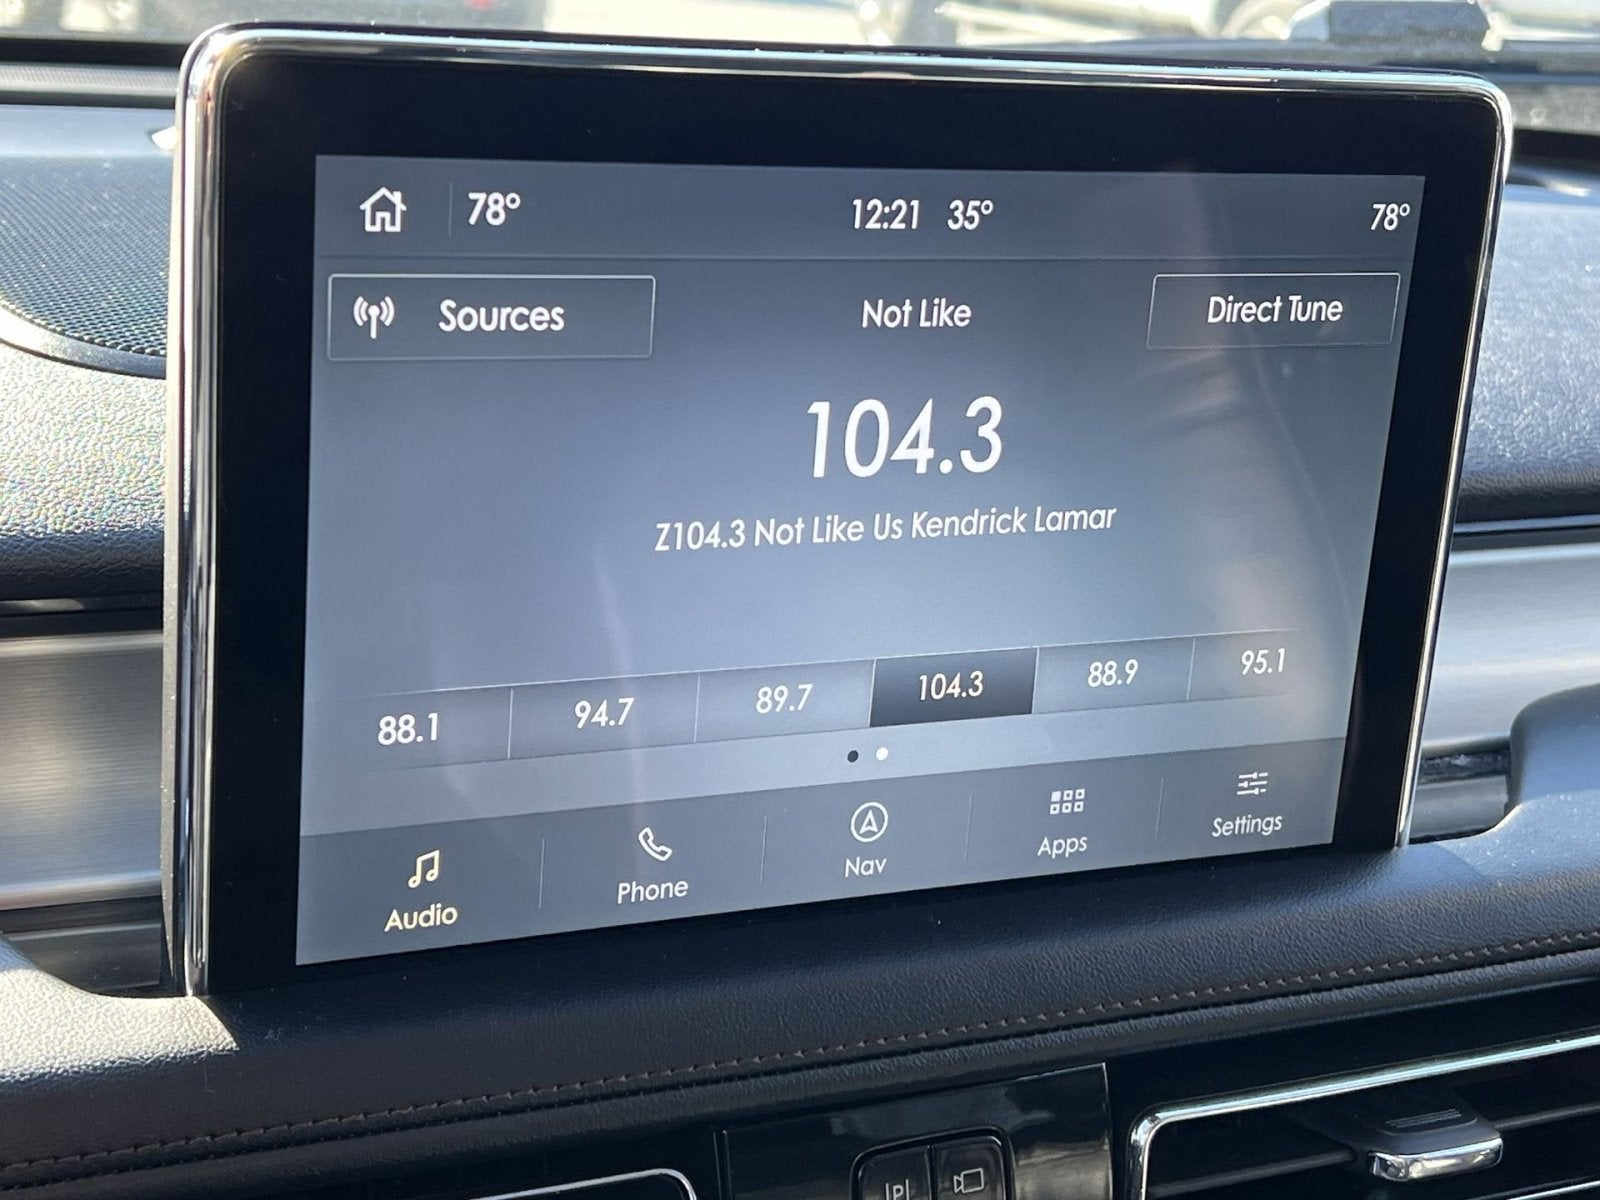 78° 12:21 35° 78°
Sources Not Like Direct Tune
104.3
Z104.3 Not Like Us Kendrick Lamar
88.1 94.7 89.7 104.3 88.9 95.1
Audio Phone Nav Apps Settings
P